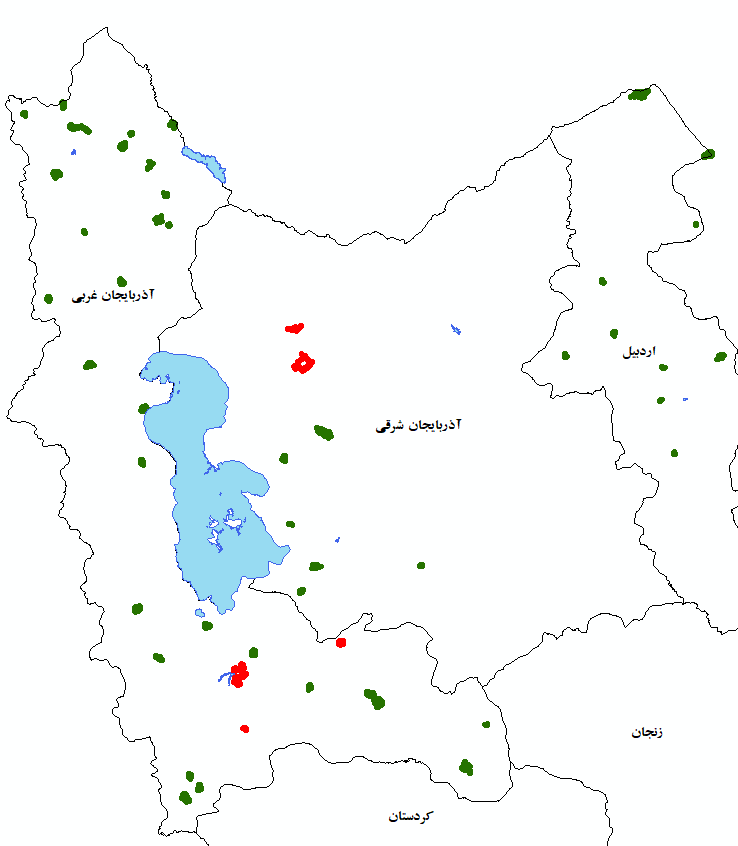 آذربایجان غربی
اردبیل
آذربایجان شرقی
زنجان
کردستان